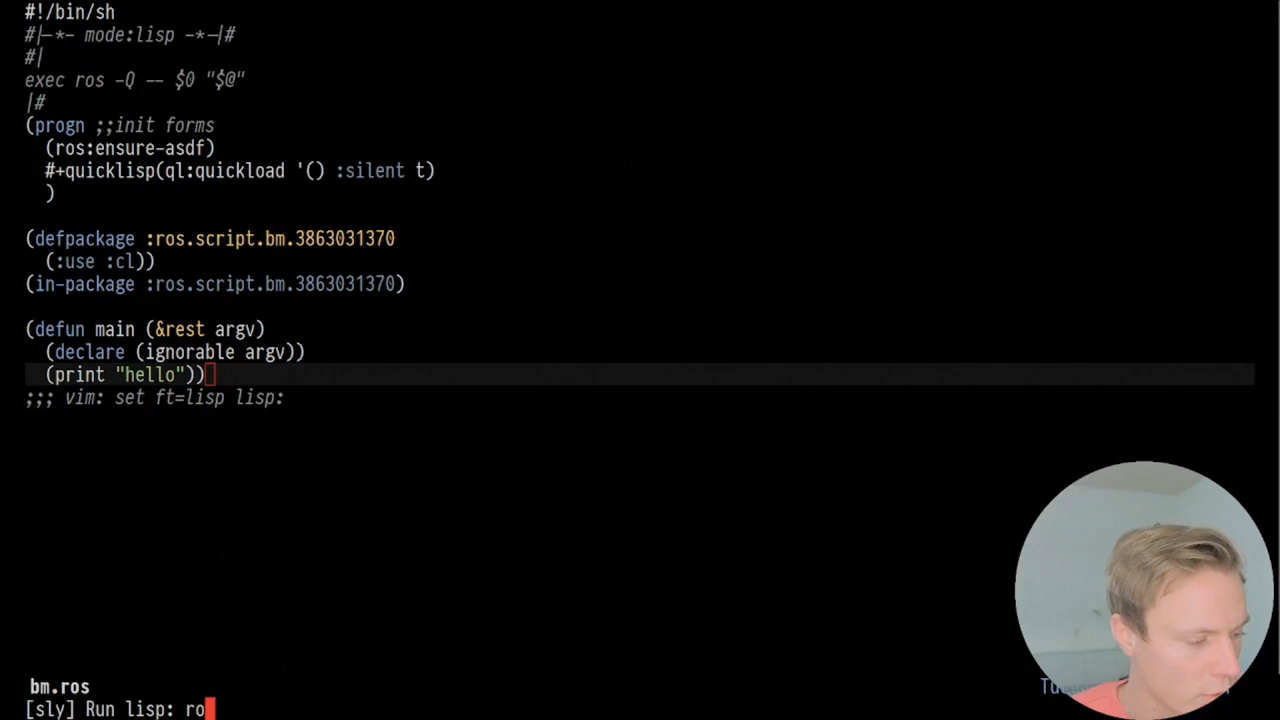 #!/bin/sh
#|-*- mode:lisp -*-|#
#|
exec ros -Q -- $0 "$@"
|#
(progn ;;init forms
  (ros:ensure-asdf)
  #+quicklisp(ql:quickload '() :silent t)
  )

(defpackage :ros.script.bm.3863031370
  (:use :cl))
(in-package :ros.script.bm.3863031370)

(defun main (&rest argv)
  (declare (ignorable argv))
  (print "hello"))
;;; vim: set ft=lisp lisp:
bm.ros
[sly] Run lisp: ro